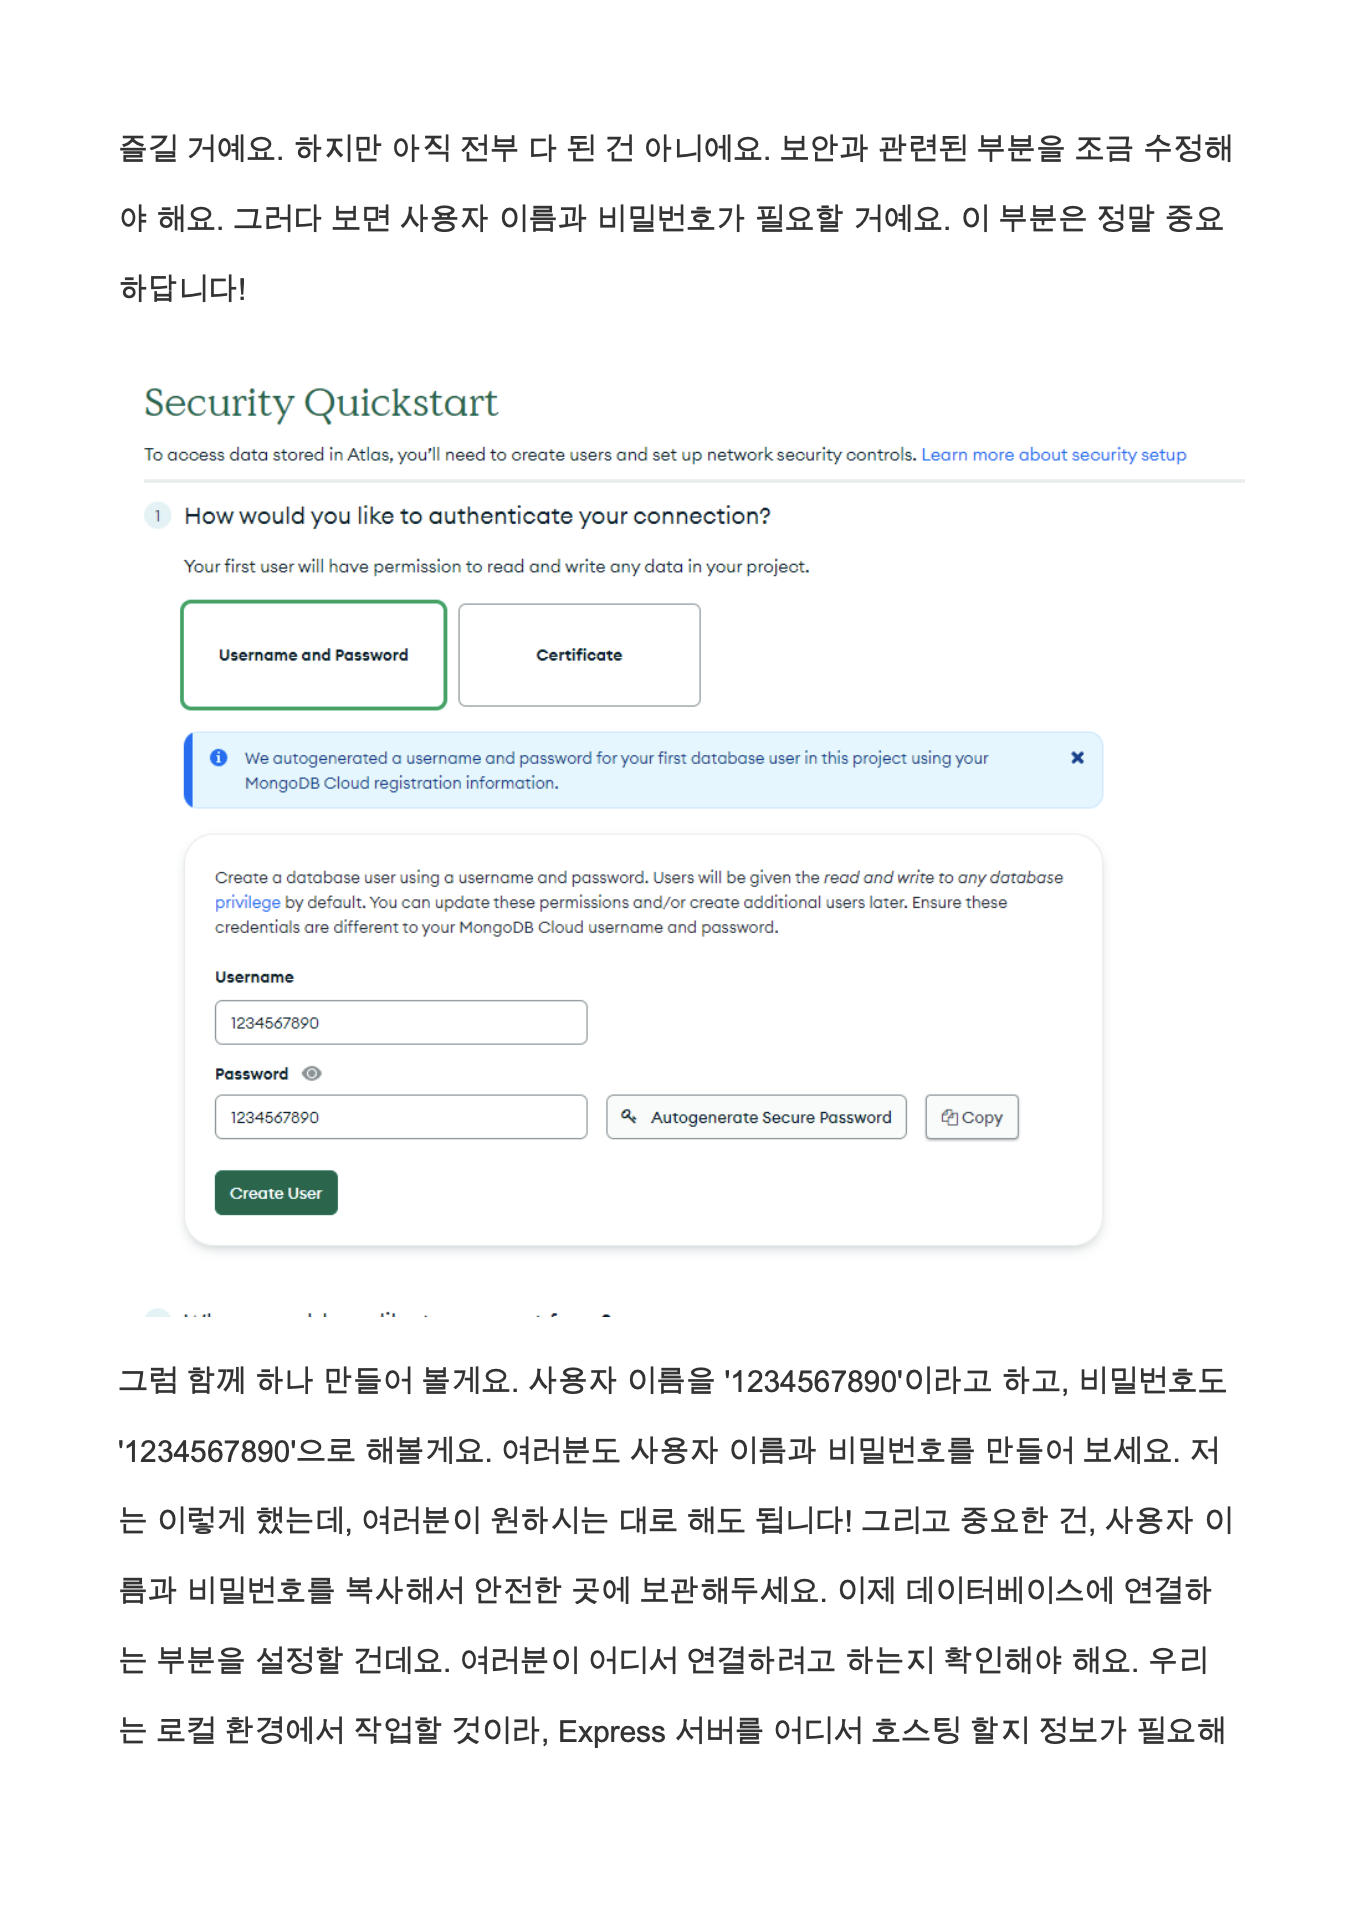 즐길 거예요. 하지만 아직 전부 다 된 건 아니에요. 보안과 관련된 부분을 조금 수정해
야 해요. 그러다 보면 사용자 이름과 비밀번호가 필요할 거예요. 이 부분은 정말 중요
하답니다!
Security Quickstart
To access data stored in Atlas, you'll need to create users and set up network security controls. Learn more about security setup
1 How would you like to authenticate your connection?
Your first user will have permission to read and write any data in your project.
Username and Password Certificate
We autogenerated a username and password for your first database user in this project using your
MongoDB Cloud registration information.
Create a database user using a username and password. Users will be given the read and write to any database
privilege by default. You can update these permissions and/or create additional users later. Ensure these
credentials are different to your MongoDB Cloud username and password.
Username
1234567890
Password
1234567890 Autogenerate Secure Password Copy
Create User
그럼 함께 하나 만들어 볼게요. 사용자 이름을 '1234567890'이라고 하고, 비밀번호도
'1234567890'으로 해볼게요. 여러분도 사용자 이름과 비밀번호를 만들어 보세요. 저
는 이렇게 했는데, 여러분이 원하시는 대로 해도 됩니다! 그리고 중요한 건, 사용자 이
름과 비밀번호를 복사해서 안전한 곳에 보관해두세요. 이제 데이터베이스에 연결하
는 부분을 설정할 건데요. 여러분이 어디서 연결하려고 하는지 확인해야 해요. 우리
는 로컬 환경에서 작업할 것이라, Express 서버를 어디서 호스팅 할지 정보가 필요해